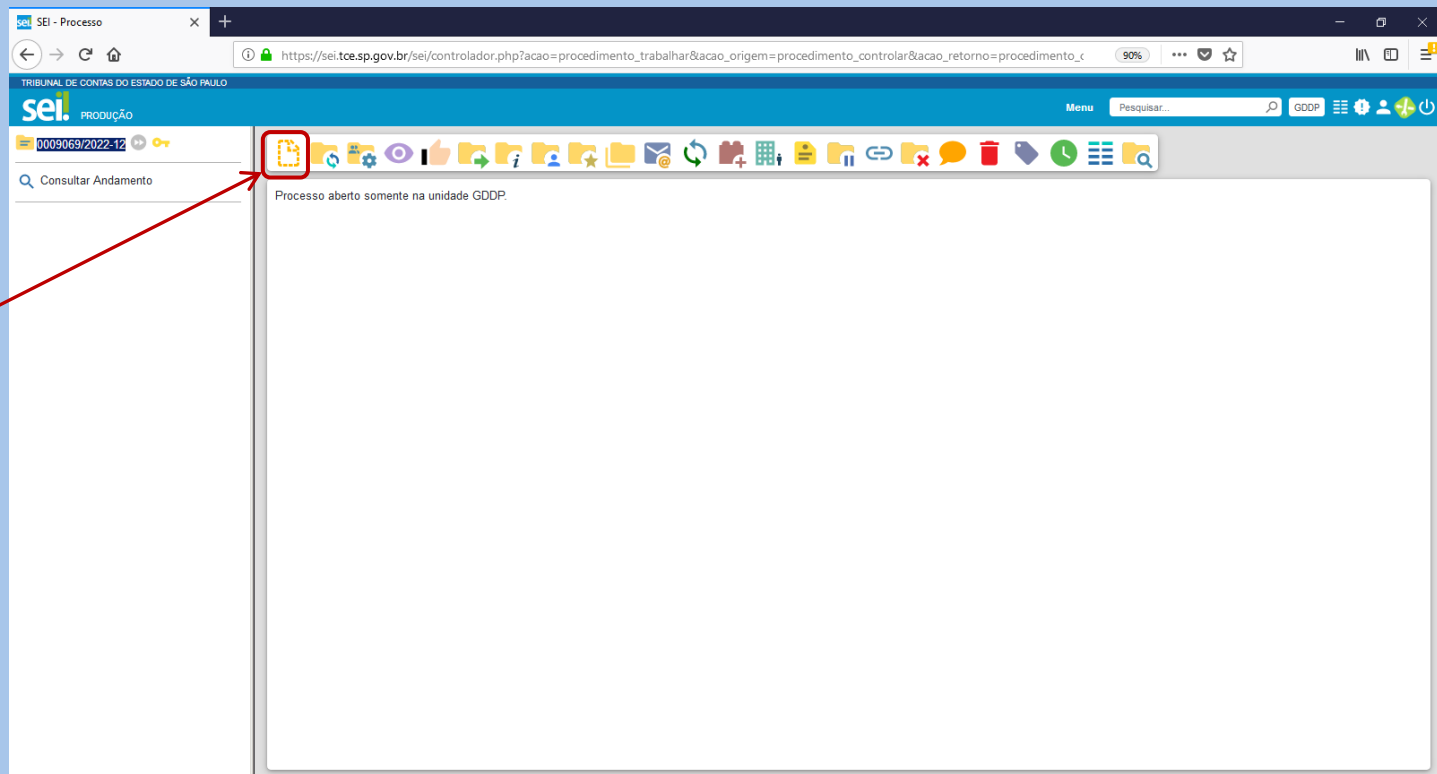 sei! SEI - Processo
https://sei.tce.sp.gov.br/sei/controlador.php?acao=procedimento_trabalhar&acao_origem=procedimento_controlar&acao_retorno=procedimento_c 90%
TRIBUNAL DE CONTAS DO ESTADO DE SÃO PAULO
sei! PRODUÇÃO Menu Pesquisar... GDDP
0009069/2022-12
Consultar Andamento
Processo aberto somente na unidade GDDP.